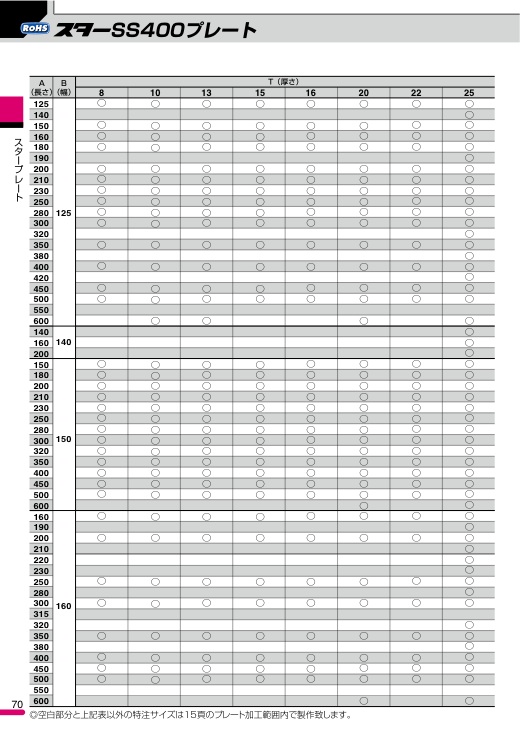 RoHS スターSS400プレート
A B T（厚さ）
（長さ）（幅） 8 10 13 15 16 20 22 25
125 ○ ○ ○ ○ ○ ○ ○ ○
140 ○
150 ○ ○ ○ ○ ○ ○ ○ ○
160 ○ ○ ○ ○ ○ ○ ○ ○
180 ○ ○ ○ ○ ○ ○ ○ ○
190 ○
200 ○ ○ ○ ○ ○ ○ ○ ○
210 ○ ○ ○ ○ ○ ○ ○ ○
230 ○ ○ ○ ○ ○ ○ ○ ○
250 ○ ○ ○ ○ ○ ○ ○ ○
280 125 ○ ○ ○ ○ ○ ○ ○ ○
300 ○ ○ ○ ○ ○ ○ ○ ○
320 ○
350 ○ ○ ○ ○ ○ ○ ○ ○
380 ○
400 ○ ○ ○ ○ ○ ○ ○ ○
420 ○
450 ○ ○ ○ ○ ○ ○ ○ ○
500 ○ ○ ○ ○ ○ ○ ○ ○
550
600 ○ ○ ○ ○
140 ○
160 140 ○
200 ○
150 ○ ○ ○ ○ ○ ○ ○ ○
180 ○ ○ ○ ○ ○ ○ ○ ○
200 ○ ○ ○ ○ ○ ○ ○ ○
210 ○ ○ ○ ○ ○ ○ ○ ○
230 ○ ○ ○ ○ ○ ○ ○ ○
250 ○ ○ ○ ○ ○ ○ ○ ○
280 ○ ○ ○ ○ ○ ○ ○ ○
300 150 ○ ○ ○ ○ ○ ○ ○ ○
320 ○ ○ ○ ○ ○ ○ ○ ○
350 ○ ○ ○ ○ ○ ○ ○ ○
400 ○ ○ ○ ○ ○ ○ ○ ○
450 ○ ○ ○ ○ ○ ○ ○ ○
500 ○ ○ ○ ○ ○ ○ ○ ○
600 ○ ○
160 ○ ○ ○ ○ ○ ○ ○ ○
190 ○
200 ○ ○ ○ ○ ○ ○ ○ ○
210 ○
220 ○
230 ○
250 ○ ○ ○ ○ ○ ○ ○ ○
280 ○
300 160 ○ ○ ○ ○ ○ ○ ○ ○
315
320 ○
350 ○ ○ ○ ○ ○ ○ ○ ○
380 ○
400 ○ ○ ○ ○ ○ ○ ○ ○
450 ○ ○ ○ ○ ○ ○ ○ ○
500 ○ ○ ○ ○ ○ ○ ○ ○
550
600 ○ ○
◎空白部分と上記表以外の特注サイズは15頁のプレート加工範囲内で製作致します。
スタープレート
70